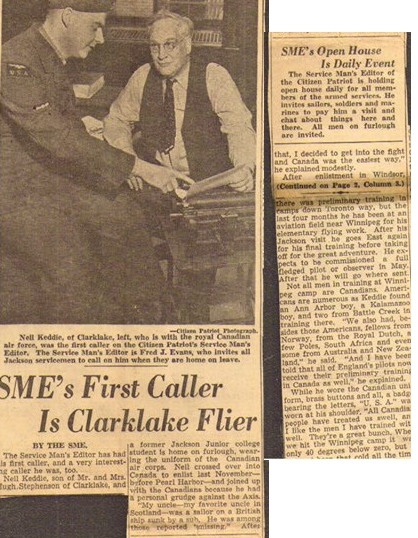 —Citizen Patriot Photograph.
Neil Keddie, of Clarklake, left, who is with the royal Canadian
air force, was the first caller on the Citizen Patriot's Service Man's
Editor. The Service Man's Editor is Fred J. Evans, who invites all
Jackson servicemen to call on him when they are home on leave.
SME's First Caller
Is Clarklake Flier
BY THE SME.
The Service Man's Editor has had
his first caller, and a very interest-
ing caller he was, too.
Neil Keddie, son of Mr. and Mrs.
Hugh Stephenson of Clarklake, and
a former Jackson Junior college
student is home on furlough, wear-
ing the uniform of the Canadian
air corps. Neil crossed over into
Canada to enlist last November—
before Pearl Harbor—and joined up
with the Canadians because he had
a personal grudge against the Axis.
"My uncle—my favorite uncle in
Scotland—was a sailor on a British
ship sunk by a sub. He was among
those reported 'missing.' After
SME's Open House
Is Daily Event
The Service Man's Editor of
the Citizen Patriot is holding
open house daily for all mem-
bers of the armed services. He
invites sailors, soldiers and ma-
rines to pay him a visit and
chat about things here and
there. All men on furlough
are invited.
that, I decided to get into the fight
and Canada was the easiest way,"
he explained modestly.
After enlistment in Windsor,
(Continued on Page 2, Column 3.)
there was preliminary training in
camps down Toronto way, but the
last four months he has been at an
aviation field near Winnipeg for his
elementary flying work. After his
Jackson visit he goes East again
for his final training before taking
off for the great adventure. He ex-
pects to be commissioned a full
fledged pilot or observer in May.
After that he will go where sent.
Not all men in training at Winni-
peg camp are Canadians. Ameri-
cans are numerous as Keddie found
an Ann Arbor boy, a Kalamazoo
boy, and two from Battle Creek in
training there. "We also had, be-
sides those Americans, fellows from
Norway, from the Royal Dutch, a
few Poles, South Africa and even
some from Australia and New Zea-
land," he said. "And I have been
told that all of England's pilots now
receive their preliminary training
in Canada as well," he explained.
While he wore the Canadian uni-
form, brass buttons and all, a badge
bearing the letters, "U. S. A." was
worn at his shoulder. "All Canadian
people have treated us swell, and
I like the men I have trained with
well. They're a great bunch. When
we hit the Winnipeg camp it was
only 40 degrees below zero, but
that cold all the time